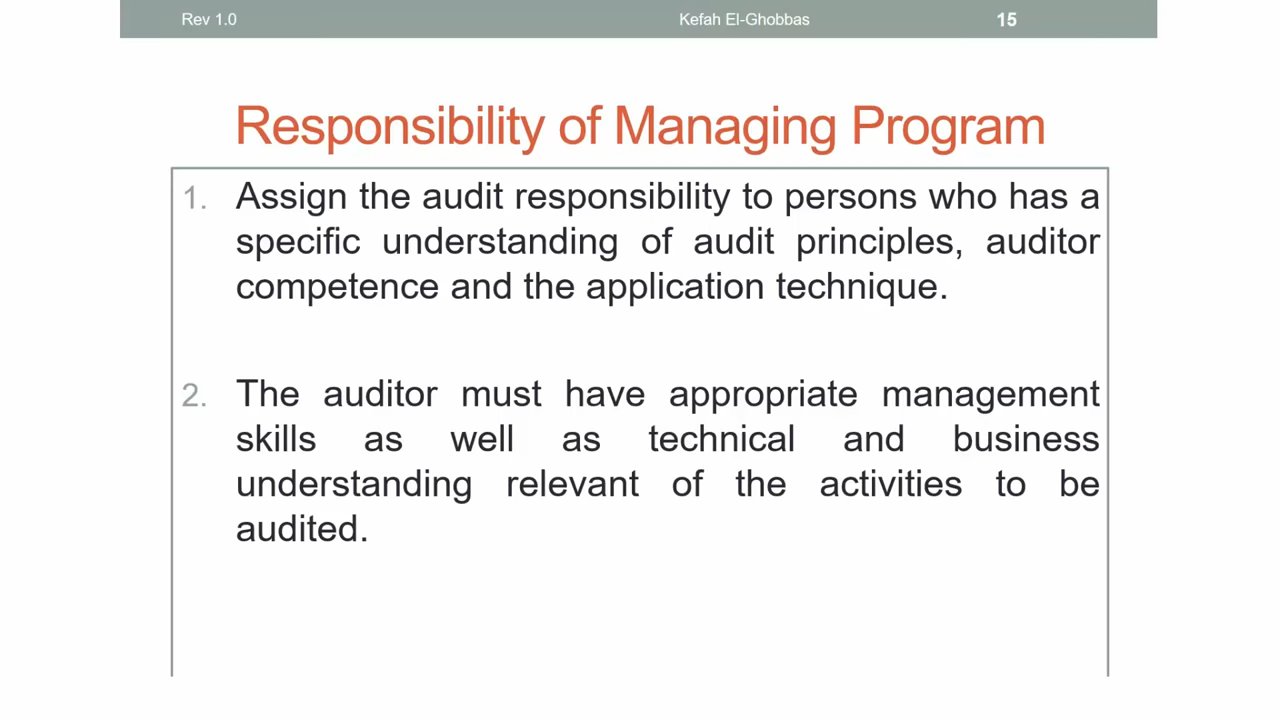 Rev 1.0 Kefah El-Ghobbas 15
Responsibility of Managing Program
1. Assign the audit responsibility to persons who has a
specific understanding of audit principles, auditor
competence and the application technique.
2. The auditor must have appropriate management
skills as well as technical and business
understanding relevant of the activities to be
audited.